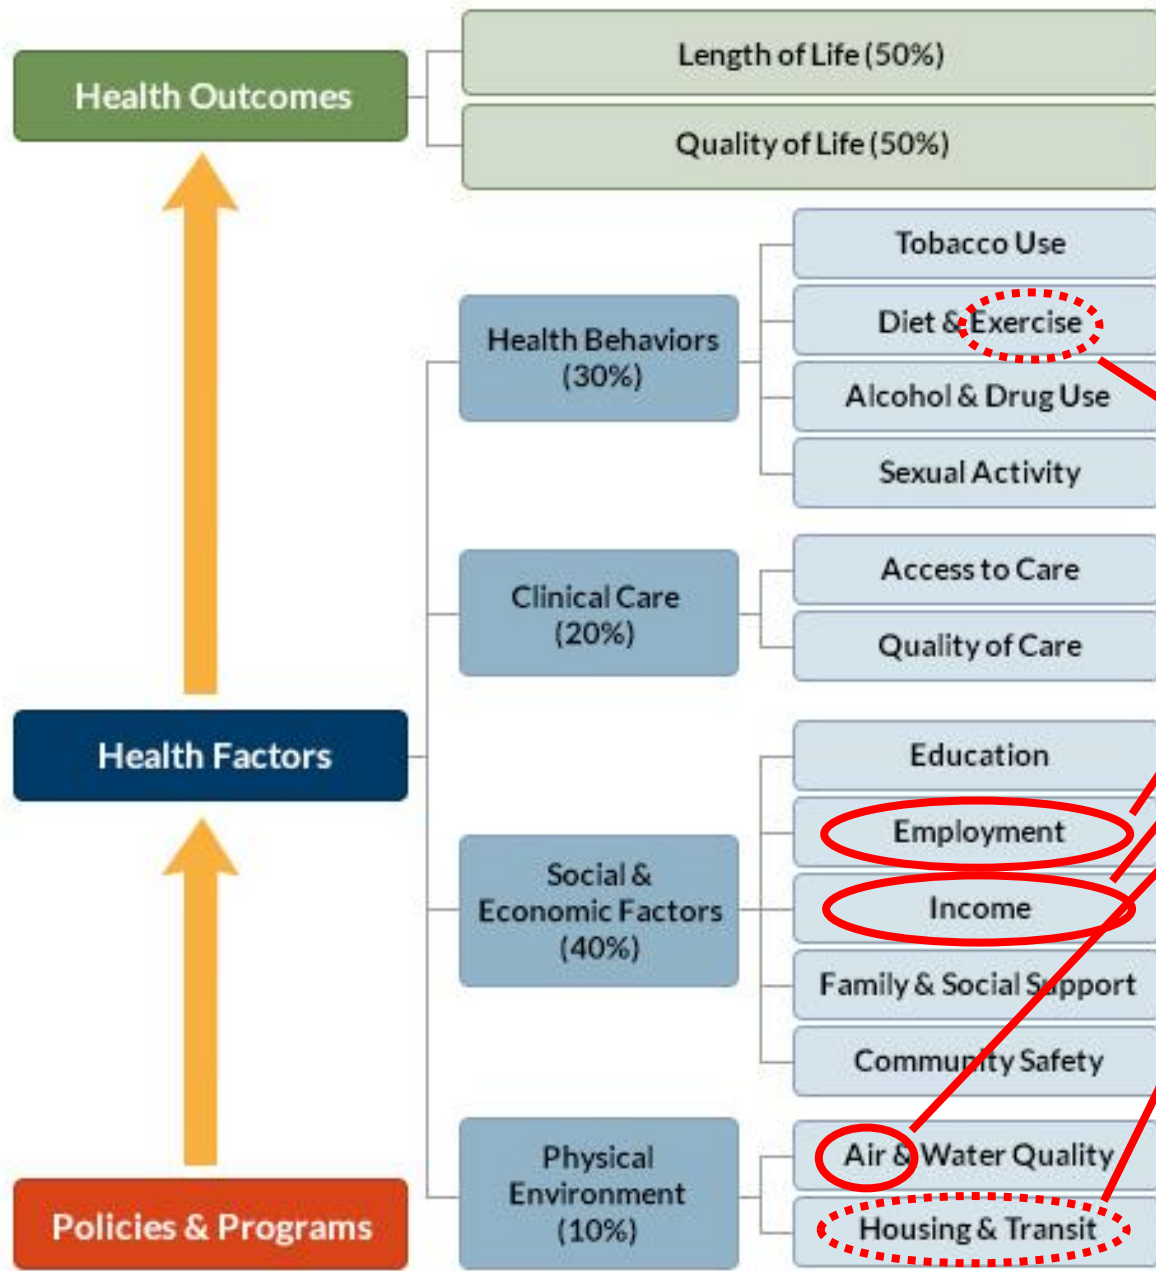 Health Outcomes
Length of Life (50%)
Quality of Life (50%)
Tobacco Use
Diet & Exercise
Health Behaviors
(30%)
Alcohol & Drug Use
Sexual Activity
Access to Care
Clinical Care
(20%)
Quality of Care
Health Factors
Education
Employment
Social &
Economic Factors
(40%)
Income
Family & Social Support
Community Safety
Physical
Environment
(10%)
Air & Water Quality
Housing & Transit
Policies & Programs